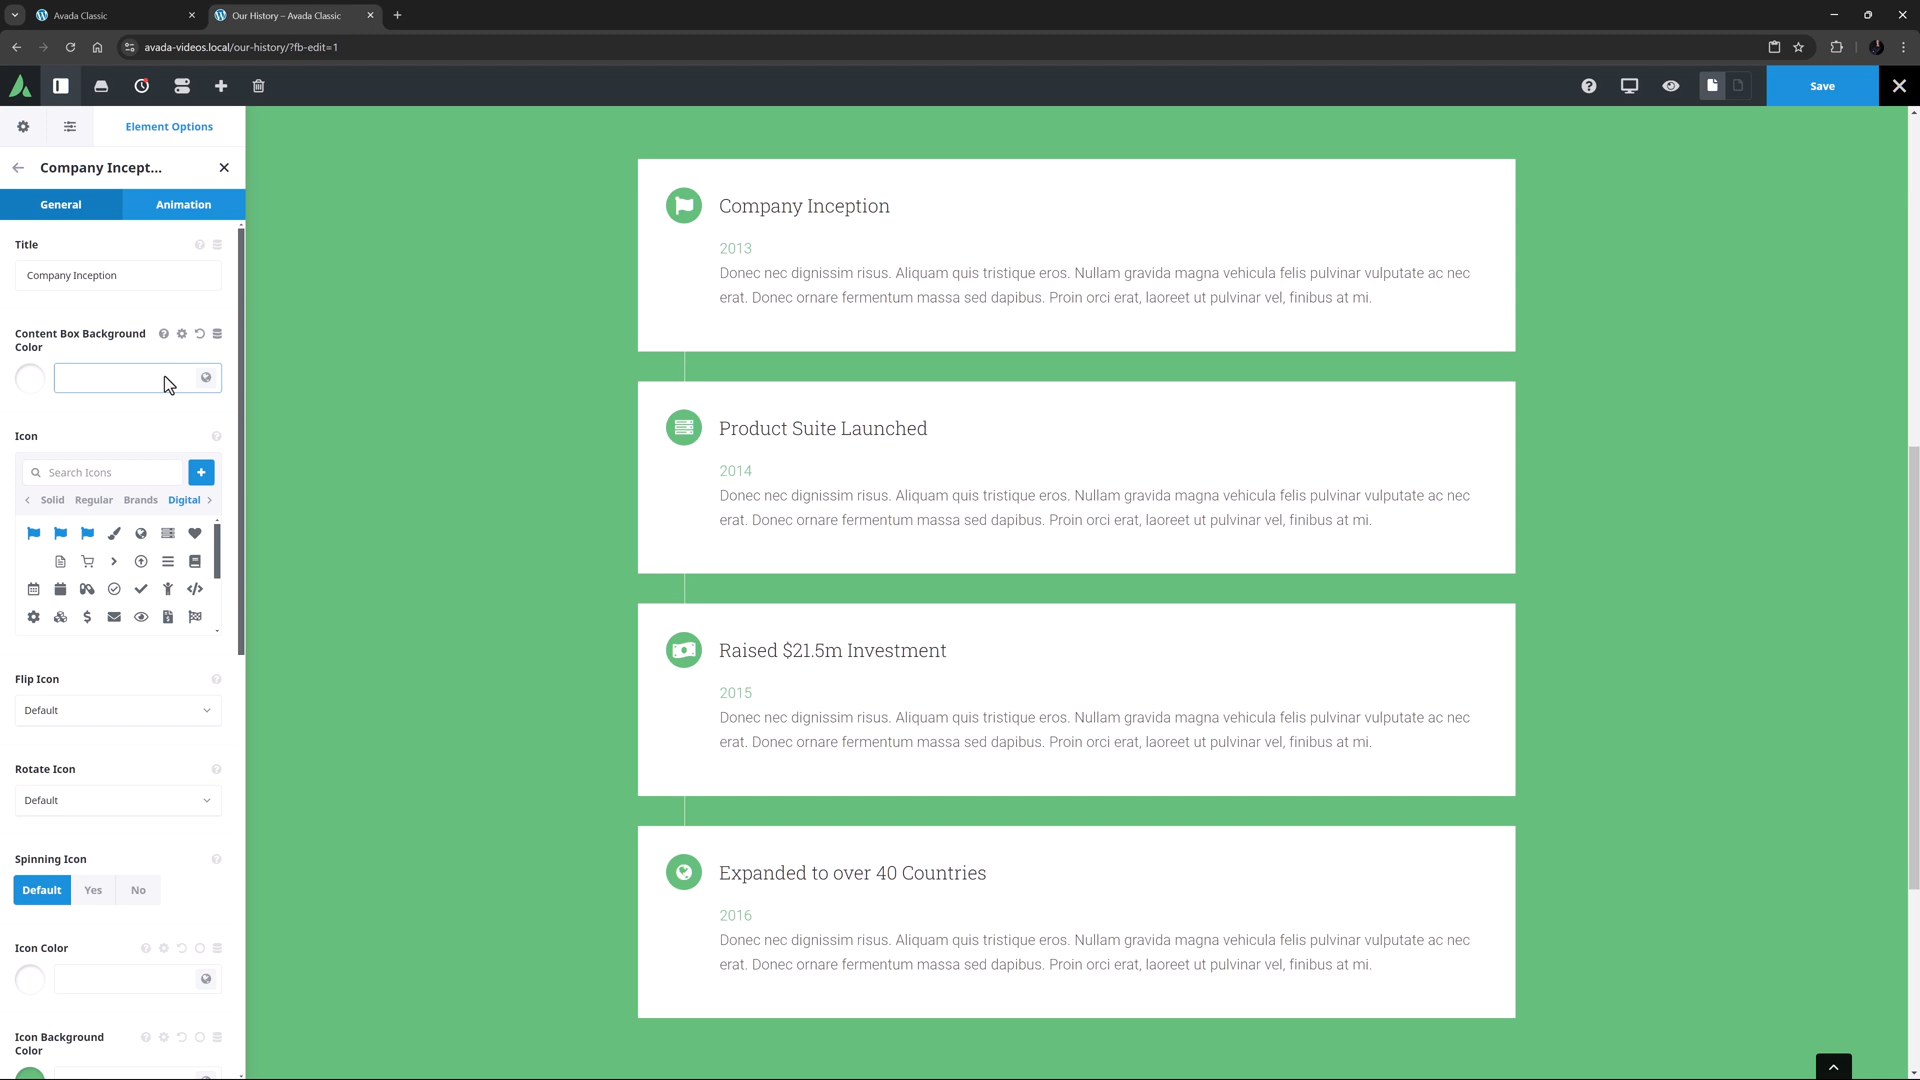 Avada Classic
Our History – Avada Classic
avada-videos.local/our-history/?fb-edit=1
Save
Element Options
Company Incept...
General
Animation
Title
Company Inception
Content Box Background
Color
Icon
Search Icons
Solid
Regular
Brands
Digital
Flip Icon
Default
Rotate Icon
Default
Spinning Icon
Default
Yes
No
Icon Color
Icon Background
Color
Company Inception
2013
Donec nec dignissim risus. Aliquam quis tristique eros. Nullam gravida magna vehicula felis pulvinar vulputate ac nec
erat. Donec ornare fermentum massa sed dapibus. Proin orci erat, laoreet ut pulvinar vel, finibus at mi.
Product Suite Launched
2014
Donec nec dignissim risus. Aliquam quis tristique eros. Nullam gravida magna vehicula felis pulvinar vulputate ac nec
erat. Donec ornare fermentum massa sed dapibus. Proin orci erat, laoreet ut pulvinar vel, finibus at mi.
Raised $21.5m Investment
2015
Donec nec dignissim risus. Aliquam quis tristique eros. Nullam gravida magna vehicula felis pulvinar vulputate ac nec
erat. Donec ornare fermentum massa sed dapibus. Proin orci erat, laoreet ut pulvinar vel, finibus at mi.
Expanded to over 40 Countries
2016
Donec nec dignissim risus. Aliquam quis tristique eros. Nullam gravida magna vehicula felis pulvinar vulputate ac nec
erat. Donec ornare fermentum massa sed dapibus. Proin orci erat, laoreet ut pulvinar vel, finibus at mi.